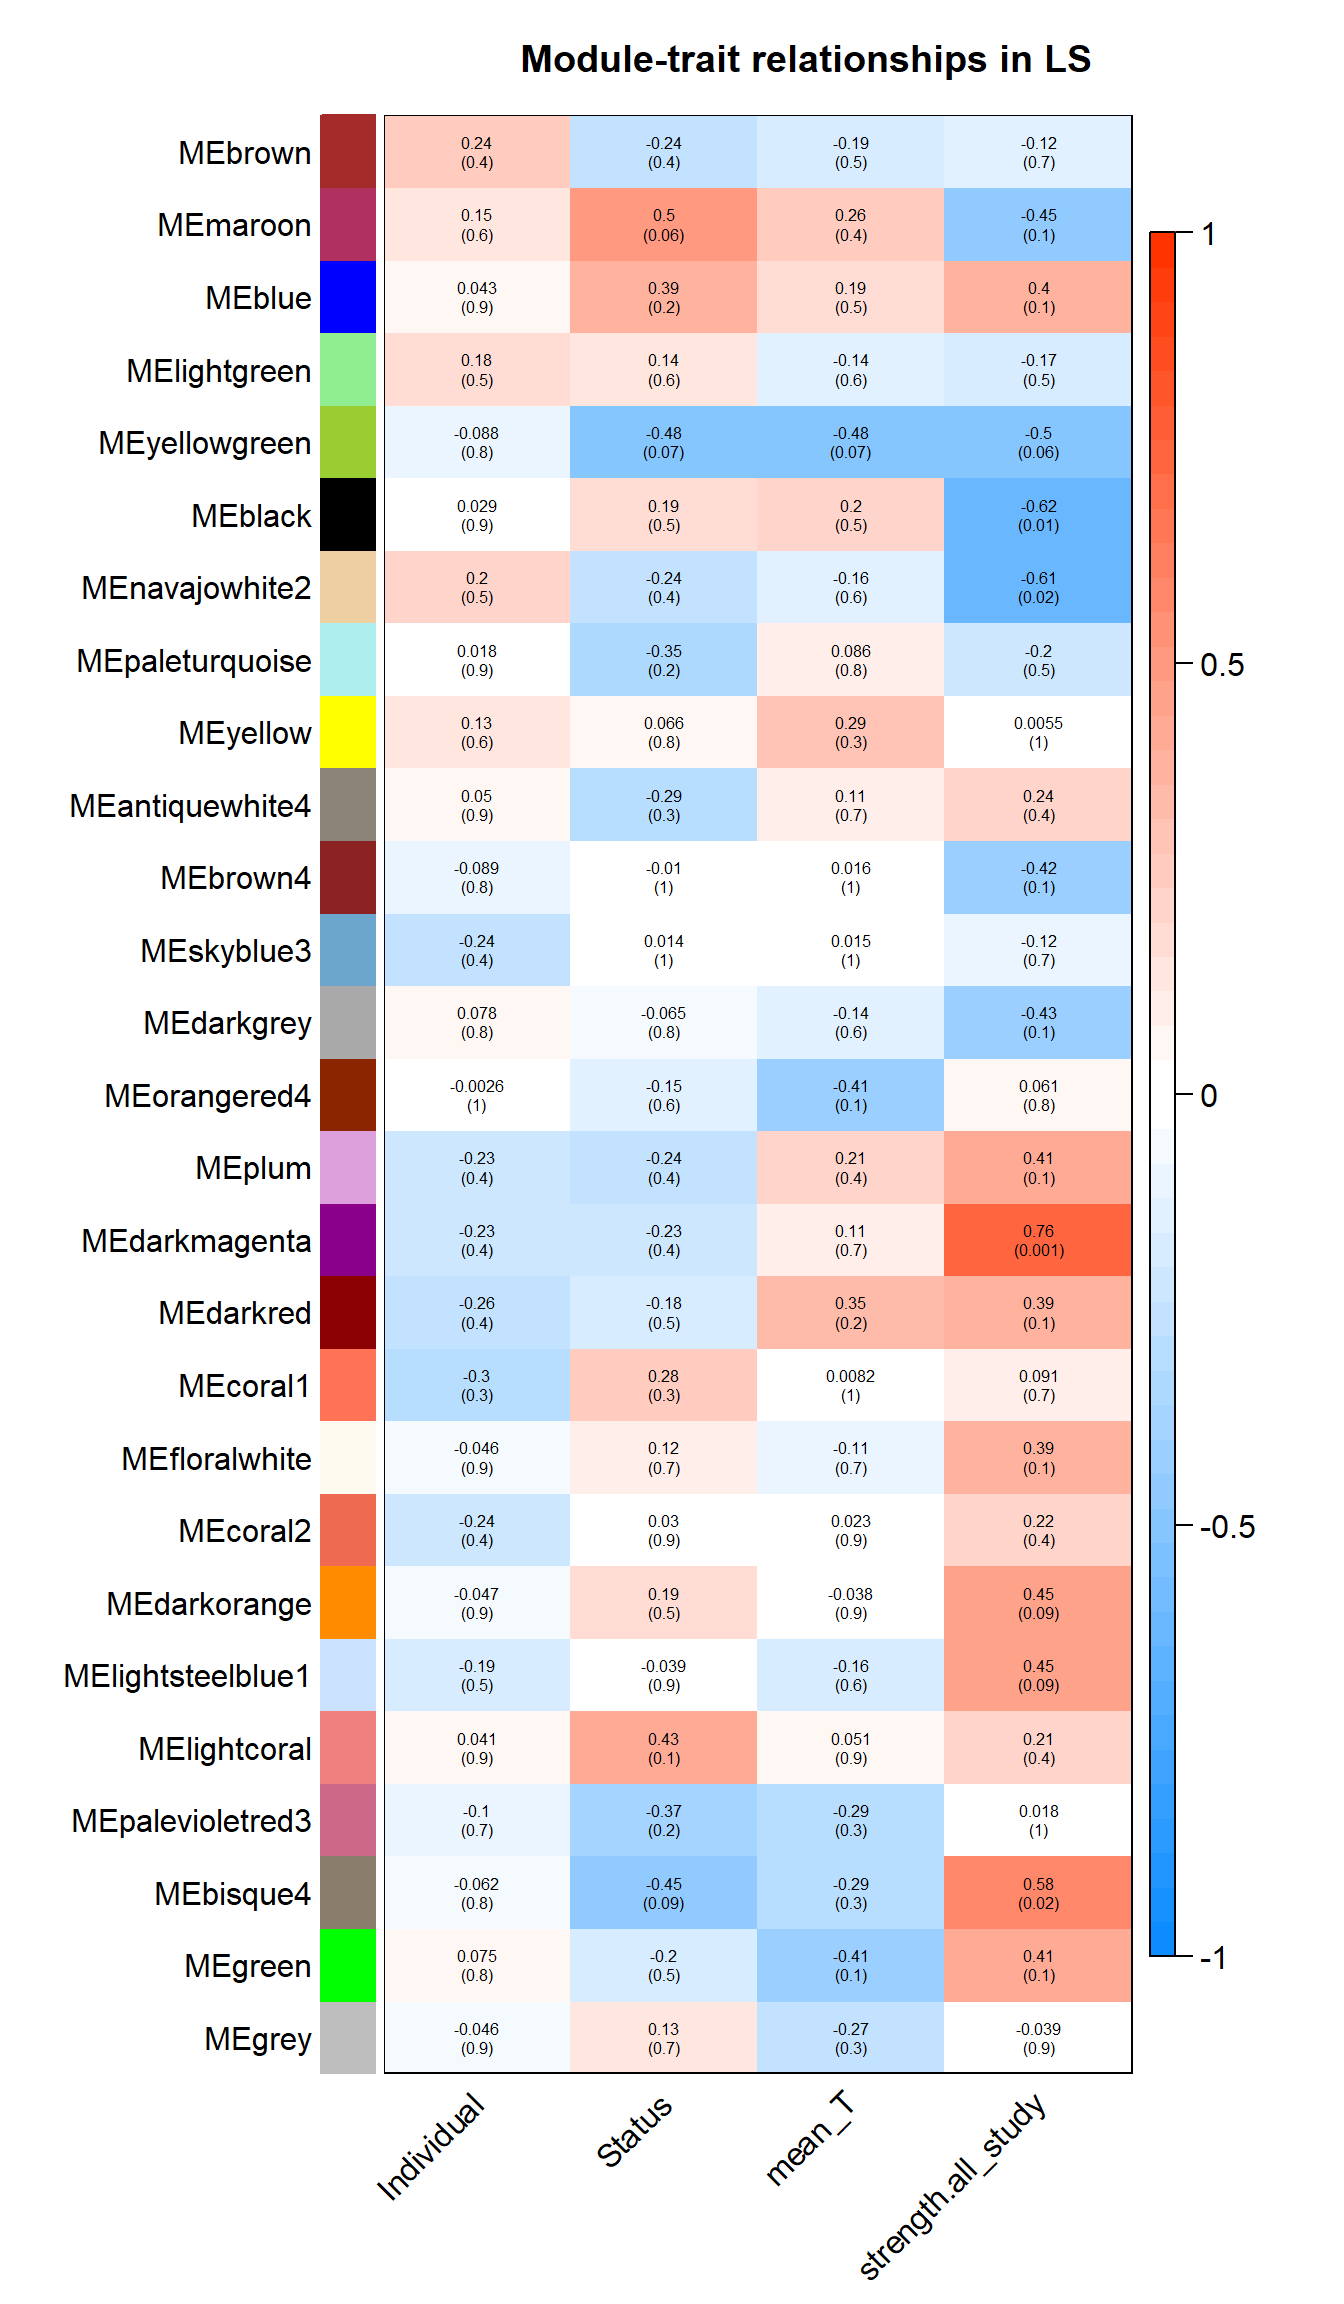 Module-trait relationships in LS
MEbrown 0.24 -0.24 -0.19 -0.12
(0.4) (0.4) (0.5) (0.7)
MEmaroon 0.15 0.5 0.26 -0.45
(0.6) (0.06) (0.4) (0.1)
MEblue 0.043 0.39 0.19 0.4
(0.9) (0.2) (0.5) (0.1)
MElightgreen 0.18 0.14 -0.14 -0.17
(0.5) (0.6) (0.6) (0.5)
MEyellowgreen -0.088 -0.48 -0.48 -0.5
(0.8) (0.07) (0.07) (0.06)
MEblack 0.029 0.19 0.2 -0.62
(0.9) (0.5) (0.5) (0.01)
MEnavajowhite2 0.2 -0.24 -0.16 -0.61
(0.5) (0.4) (0.6) (0.02)
MEpaleturquoise 0.018 -0.35 0.086 -0.2
(0.9) (0.2) (0.8) (0.5)
MEyellow 0.13 0.066 0.29 0.0055
(0.6) (0.8) (0.3) (1)
MEantiquewhite4 0.05 -0.29 0.11 0.24
(0.9) (0.3) (0.7) (0.4)
MEbrown4 -0.089 -0.01 0.016 -0.42
(0.8) (1) (1) (0.1)
MEskyblue3 -0.24 0.014 0.015 -0.12
(0.4) (1) (1) (0.7)
MEdarkgrey 0.078 -0.065 -0.14 -0.43
(0.8) (0.8) (0.6) (0.1)
MEorangered4 -0.0026 -0.15 -0.41 0.061
(1) (0.6) (0.1) (0.8)
MEplum -0.23 -0.24 0.21 0.41
(0.4) (0.4) (0.4) (0.1)
MEdarkmagenta -0.23 -0.23 0.11 0.76
(0.4) (0.4) (0.7) (0.001)
MEdarkred -0.26 -0.18 0.35 0.39
(0.4) (0.5) (0.2) (0.1)
MEcoral1 -0.3 0.28 0.0082 0.091
(0.3) (0.3) (1) (0.7)
MEfloralwhite -0.046 0.12 -0.11 0.39
(0.9) (0.7) (0.7) (0.1)
MEcoral2 -0.24 0.03 0.023 0.22
(0.4) (0.9) (0.9) (0.4)
MEdarkorange -0.047 0.19 -0.038 0.45
(0.9) (0.5) (0.9) (0.09)
MElightsteelblue1 -0.19 -0.039 -0.16 0.45
(0.5) (0.9) (0.6) (0.09)
MElightcoral 0.041 0.43 0.051 0.21
(0.9) (0.1) (0.9) (0.4)
MEpalevioletred3 -0.1 -0.37 -0.29 0.018
(0.7) (0.2) (0.3) (1)
MEbisque4 -0.062 -0.45 -0.29 0.58
(0.8) (0.09) (0.3) (0.02)
MEgreen 0.075 -0.2 -0.41 0.41
(0.8) (0.5) (0.1) (0.1)
MEgrey -0.046 0.13 -0.27 -0.039
(0.9) (0.7) (0.3) (0.9)
Individual
Status
mean_T
strength.all_study
1
0.5
0
-0.5
-1